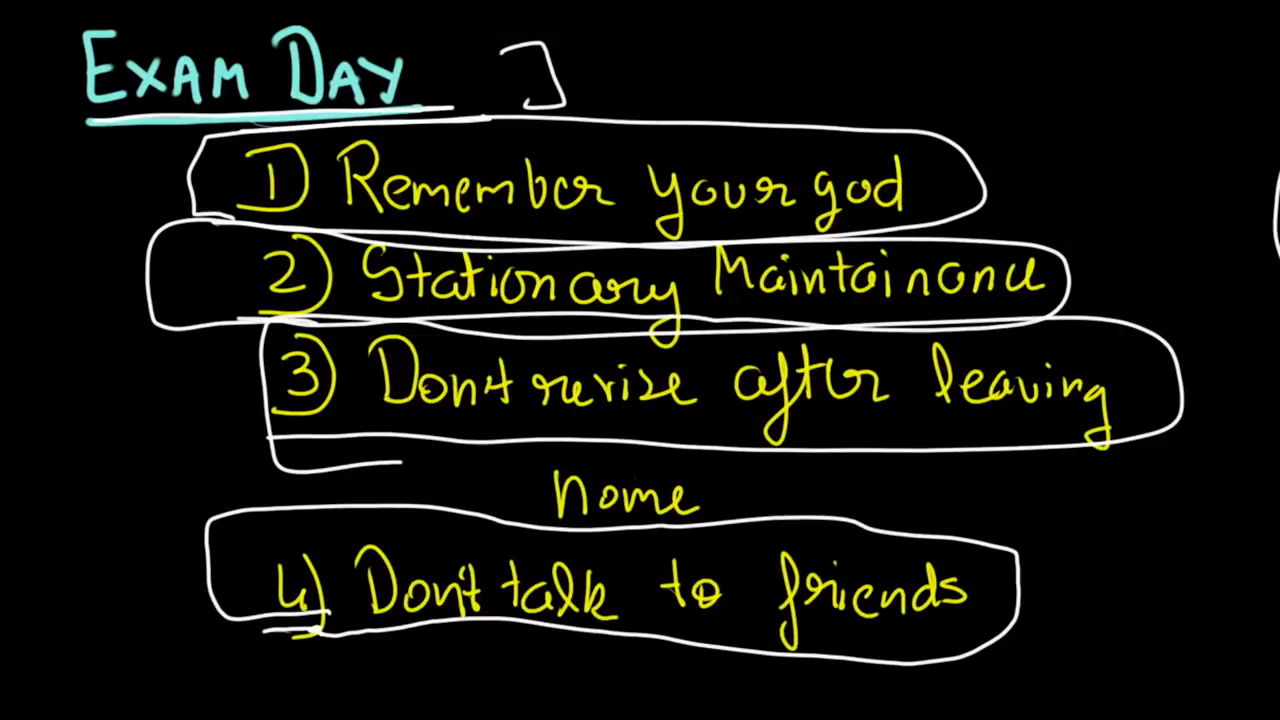 EXAM DAY
1) Remember your god
2) Stationary Maintainance
3) Don't revise after leaving
home
4) Don't talk to friends